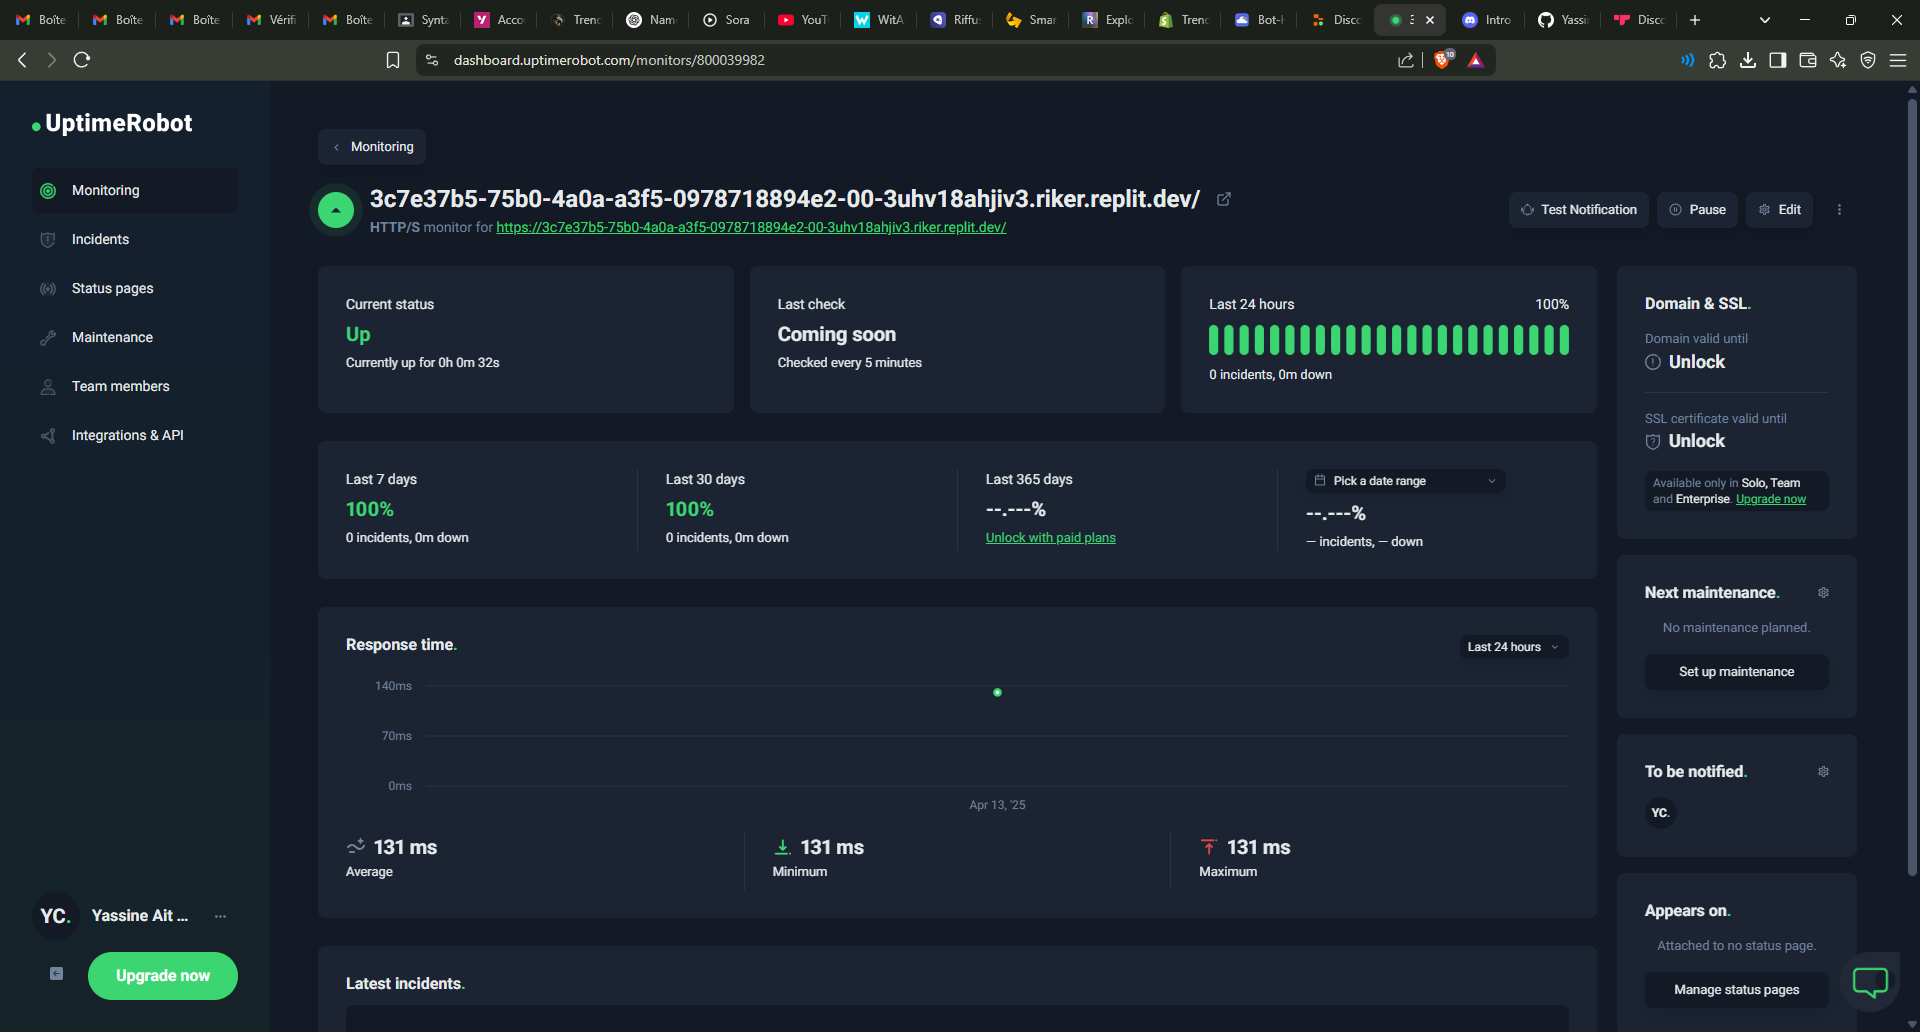 Boîte
Boîte
Boîte
Vérifi
Boîte
Synta
Acco
Trenc
Nam
Sora
YouT
WitA
Riffus
Smar
Explo
Trenc
Bot-H
Disco
Intro
Yassin
Disco
dashboard.uptimerobot.com/monitors/800039982
10
UptimeRobot
Monitoring
Incidents
Status pages
Maintenance
Team members
Integrations & API
YC.
Yassine Ait ...
Upgrade now
‹ Monitoring
3c7e37b5-75b0-4a0a-a3f5-0978718894e2-00-3uhv18ahjiv3.riker.replit.dev/
HTTP/S monitor for https://3c7e37b5-75b0-4a0a-a3f5-0978718894e2-00-3uhv18ahjiv3.riker.replit.dev/
Test Notification
Pause
Edit
Current status
Up
Currently up for 0h 0m 32s
Last check
Coming soon
Checked every 5 minutes
Last 24 hours
100%
0 incidents, 0m down
Last 7 days
100%
0 incidents, 0m down
Last 30 days
100%
0 incidents, 0m down
Last 365 days
--.---%
Unlock with paid plans
Pick a date range
--.---%
— incidents, — down
Response time.
Last 24 hours
140ms
70ms
0ms
Apr 13, '25
131 ms
Average
131 ms
Minimum
131 ms
Maximum
Latest incidents.
Domain & SSL.
Domain valid until
Unlock
SSL certificate valid until
Unlock
Available only in Solo, Team
and Enterprise. Upgrade now
Next maintenance.
No maintenance planned.
Set up maintenance
To be notified.
YC.
Appears on.
Attached to no status page.
Manage status pages